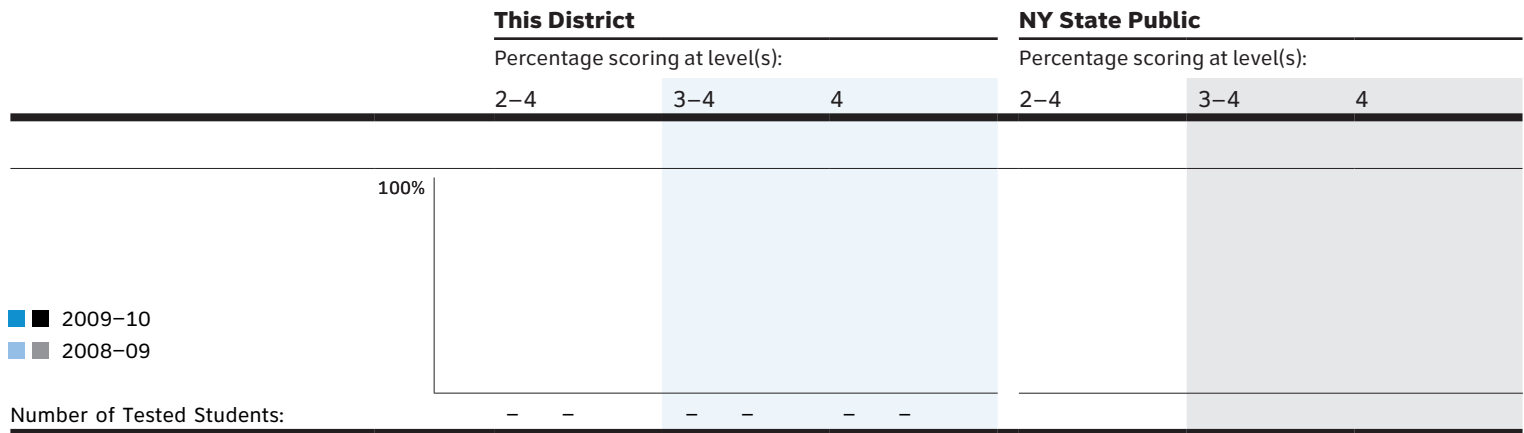 This District NY State Public
Percentage scoring at level(s): Percentage scoring at level(s):
2–4 3–4 4 2–4 3–4 4
100%
2009–10
2008–09
Number of Tested Students: – – – – – –